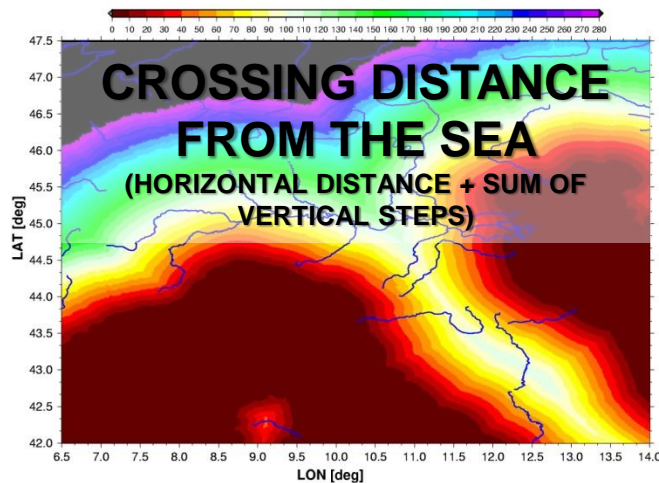 0 10 20 30 40 50 60 70 80 90 100 110 120 130 140 150 160 170 180 190 200 210 220 230 240 250 260 270 280
47.5
47.0
46.5
46.0
45.5
45.0
44.5
44.0
43.5
43.0
42.5
42.0
LAT [deg]
CROSSING DISTANCE
FROM THE SEA
(HORIZONTAL DISTANCE + SUM OF
VERTICAL STEPS)
6.5 7.0 7.5 8.0 8.5 9.0 9.5 10.0 10.5 11.0 11.5 12.0 12.5 13.0 13.5 14.0
LON [deg]